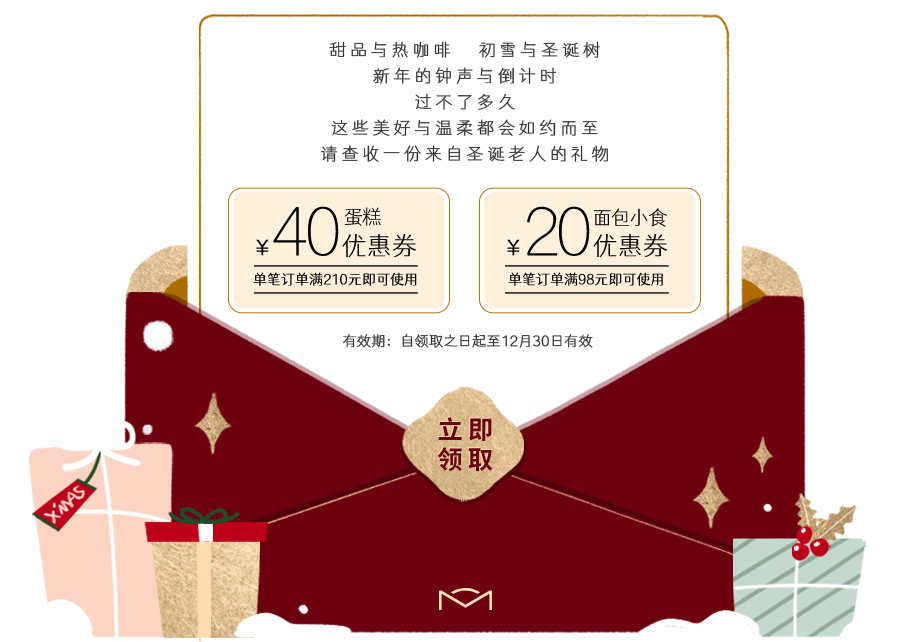 甜品与热咖啡 初雪与圣诞树
新年的钟声与倒计时
过不了多久
这些美好与温柔都会如约而至
请查收一份来自圣诞老人的礼物
¥40蛋糕优惠券
单笔订单满210元即可使用
¥20面包小食优惠券
单笔订单满98元即可使用
有效期：自领取之日起至12月30日有效
立即
领取
X'MAS